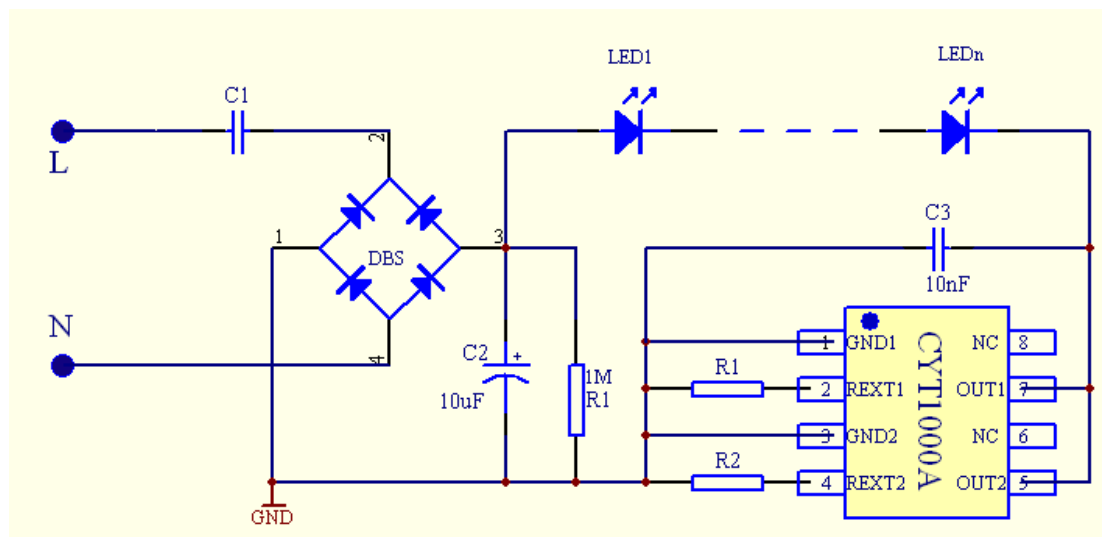 LED1
LEDn
C1
L
2
C3
10nF
1
DBS
3
N
4
C2
+
10uF
1M
R1
GND
R1
R2
CYT1000A
1 GND1
NC 8
2 REXT1
OUT1 7
3 GND2
NC 6
4 REXT2
OUT2 5